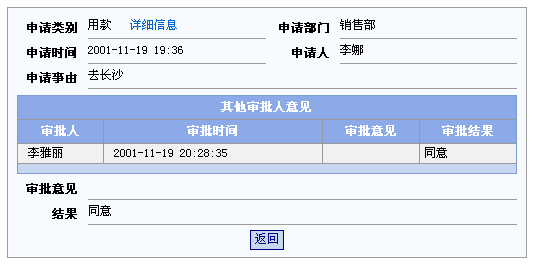 申请类别 用款 详细信息 申请部门 销售部
申请时间 2001-11-19 19:36 申请人 李娜
申请事由 去长沙
其他审批人意见
审批人 审批时间 审批意见 审批结果
李雅丽 2001-11-19 20:28:35 同意
审批意见
结果 同意
返回